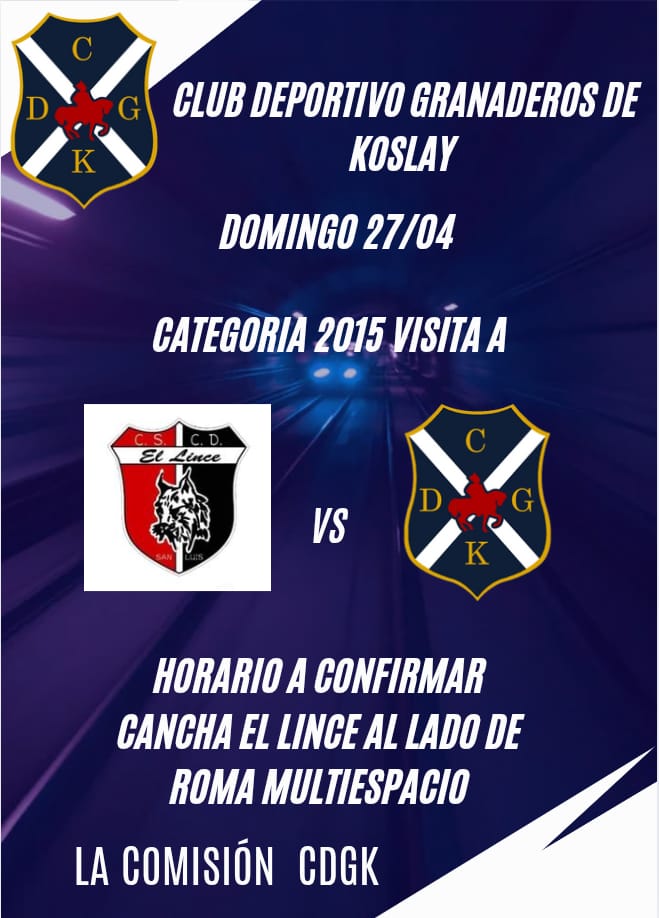 C
D G
K
CLUB DEPORTIVO GRANADEROS DE
KOSLAY
DOMINGO 27/04
CATEGORIA 2015 VISITA A
C. S. C. D.
El Lince
SAN LUIS
VS
C
D G
K
HORARIO A CONFIRMAR
CANCHA EL LINCE AL LADO DE
ROMA MULTIESPACIO
LA COMISIÓN CDGK